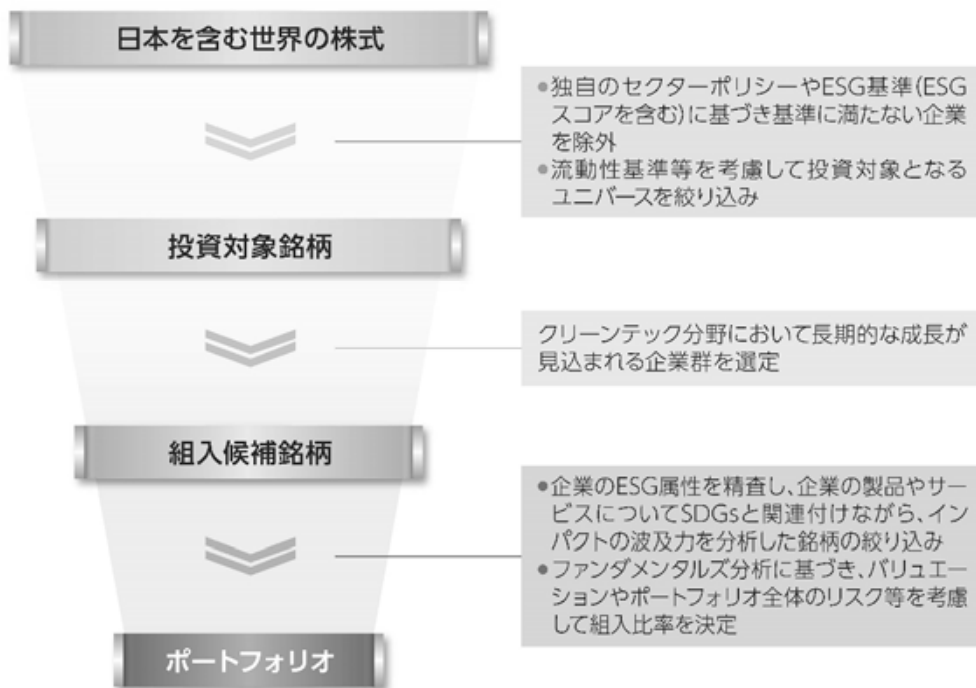 日本を含む世界の株式
●独自のセクターポリシーやESG基準(ESG
スコアを含む)に基づき基準に満たない企業
を除外
●流動性基準等を考慮して投資対象となる
ユニバースを絞り込み
投資対象銘柄
クリーンテック分野において長期的な成長が
見込まれる企業群を選定
組入候補銘柄
●企業のESG属性を精査し、企業の製品やサー
ビスについてSDGsと関連付けながら、イン
パクトの波及力を分析した銘柄の絞り込み
●ファンダメンタルズ分析に基づき、バリュエー
ションやポートフォリオ全体のリスク等を考慮
して組入比率を決定
ポートフォリオ